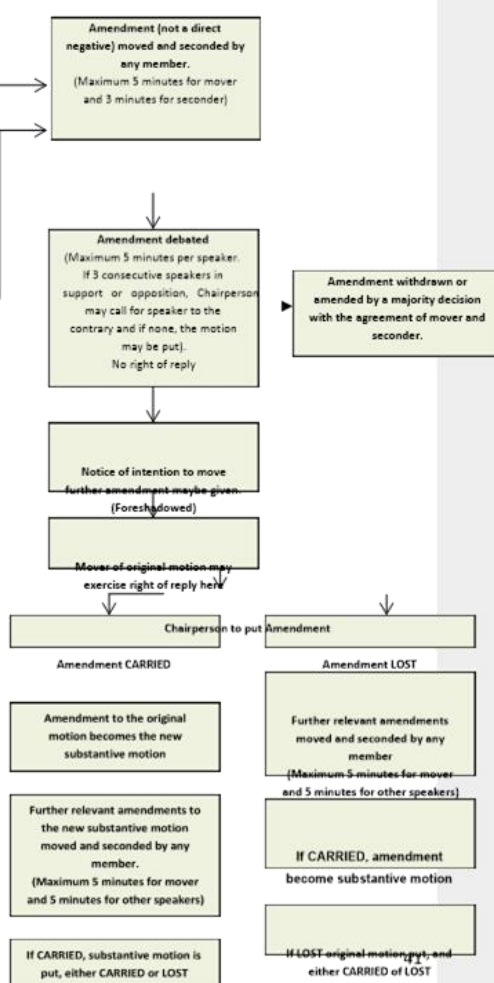 Amendment (not a direct
negative) moved and seconded by
any member.
(Maximum 5 minutes for mover
and 3 minutes for seconder)
Amendment debated
(Maximum 5 minutes per speaker.
If 3 consecutive speakers in
support or opposition, Chairperson
may call for speaker to the
contrary and if none, the motion
may be put).
No right of reply
Amendment withdrawn or
amended by a majority decision
with the agreement of mover and
seconder.
Notice of intention to move
further amendment maybe given.
(Foreshadowed)
Mover of original motion may
exercise right of reply here
Chairperson to put Amendment
Amendment CARRIED
Amendment to the original
motion becomes the new
substantive motion
Further relevant amendments to
the new substantive motion
moved and seconded by any
member.
(Maximum 5 minutes for mover
and 5 minutes for other speakers)
If CARRIED, substantive motion is
put, either CARRIED or LOST
Amendment LOST
Further relevant amendments
moved and seconded by any
member
(Maximum 5 minutes for mover
and 5 minutes for other speakers)
If CARRIED, amendment
become substantive motion
If LOST original motion put, and
either CARRIED of LOST
41